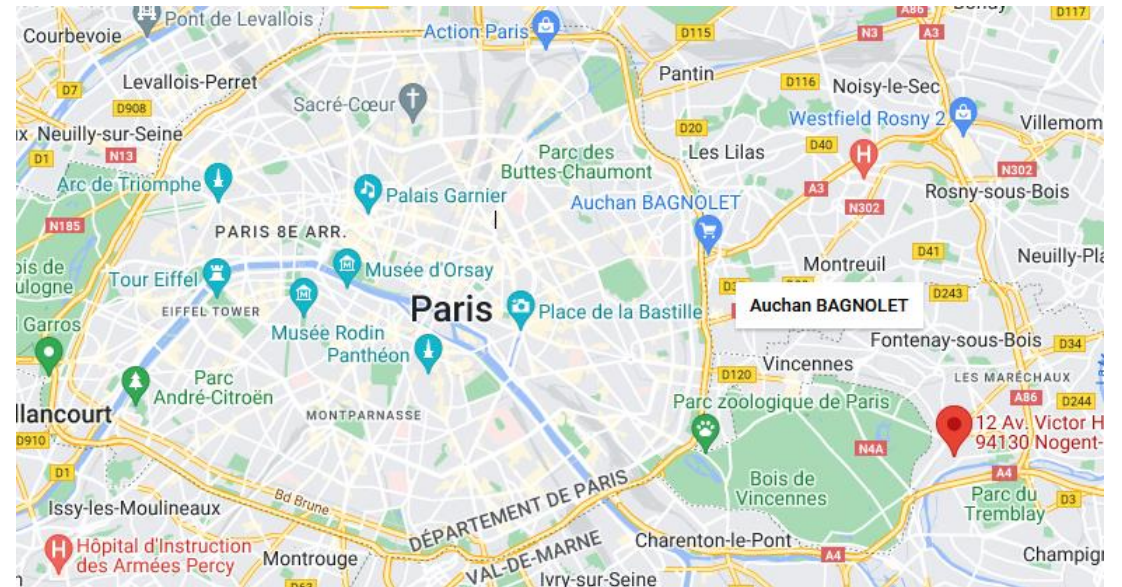 Pont de Levallois
Courbevoie
Action Paris
D115
A86
N3
A3
D117
Levallois-Perret
D7
D908
Sacré-Cœur
Pantin
D116
Noisy-le-Sec
Westfield Rosny 2
Villemom
Neuilly-sur-Seine
D1
N13
D20
Les Lilas
D40
Parc des
Buttes-Chaumont
Arc de Triomphe
Palais Garnier
Auchan BAGNOLET
A3
N302
N302
Rosny-sous-Bois
N185
PARIS 8E ARR.
D41
Neuilly-Pla
Montreuil
ois de
ulogne
Tour Eiffel
Musée d'Orsay
EIFFEL TOWER
Paris
Place de la Bastille
Auchan BAGNOLET
D243
Garros
Musée Rodin
Panthéon
Fontenay-sous-Bois
D34
Vincennes
D120
LES MARÉCHAUX
Parc
André-Citroën
llancourt
MONTPARNASSE
Parc zoologique de Paris
A86
D244
12 Av. Victor H
94130 Nogent-
D910
N4A
D1
Bois de
Vincennes
A4
Parc du
Tremblay
D3
Bd Brune
DÉPARTEMENT DE PARIS
VAL-DE-MARNE
Issy-les-Moulineaux
Hôpital d'Instruction
des Armées Percy
Montrouge
Charenton-le-Pont
A4
Champign
Ivry-sur-Seine